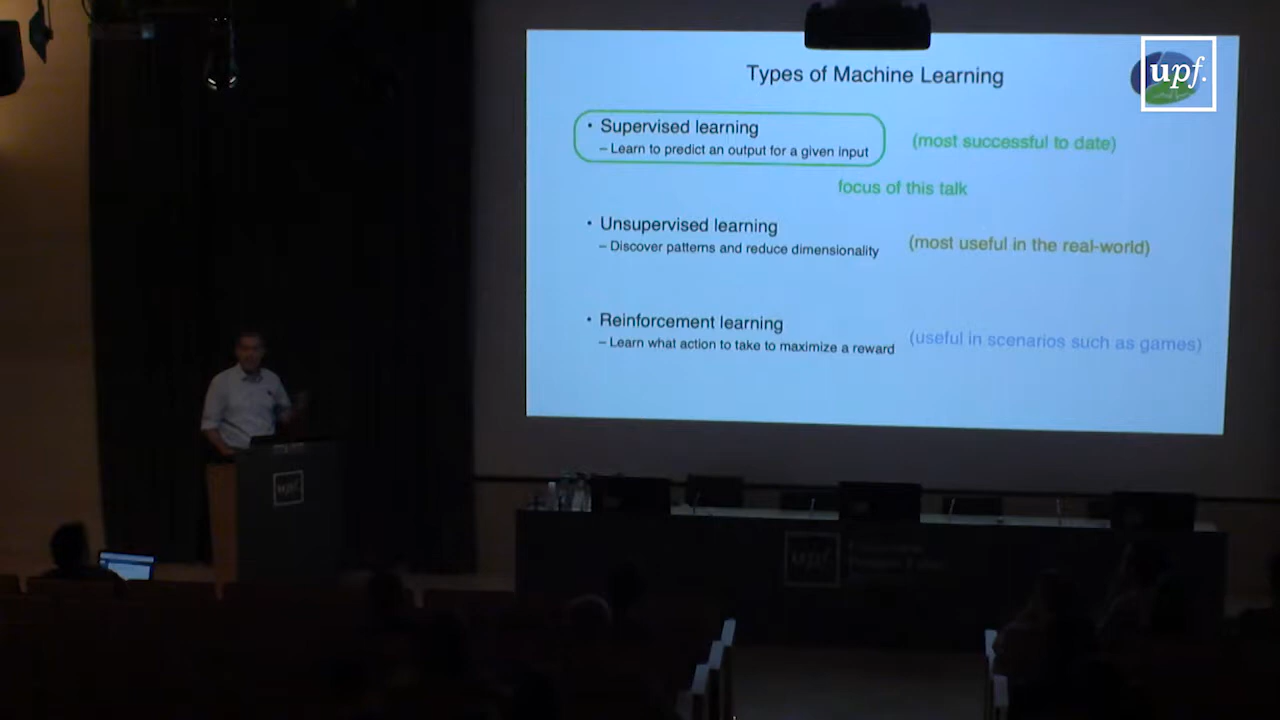 upf.
Types of Machine Learning
• Supervised learning
– Learn to predict an output for a given input
(most successful to date)
focus of this talk
• Unsupervised learning
– Discover patterns and reduce dimensionality
(most useful in the real-world)
• Reinforcement learning
– Learn what action to take to maximize a reward
(useful in scenarios such as games)
upf.
upf.